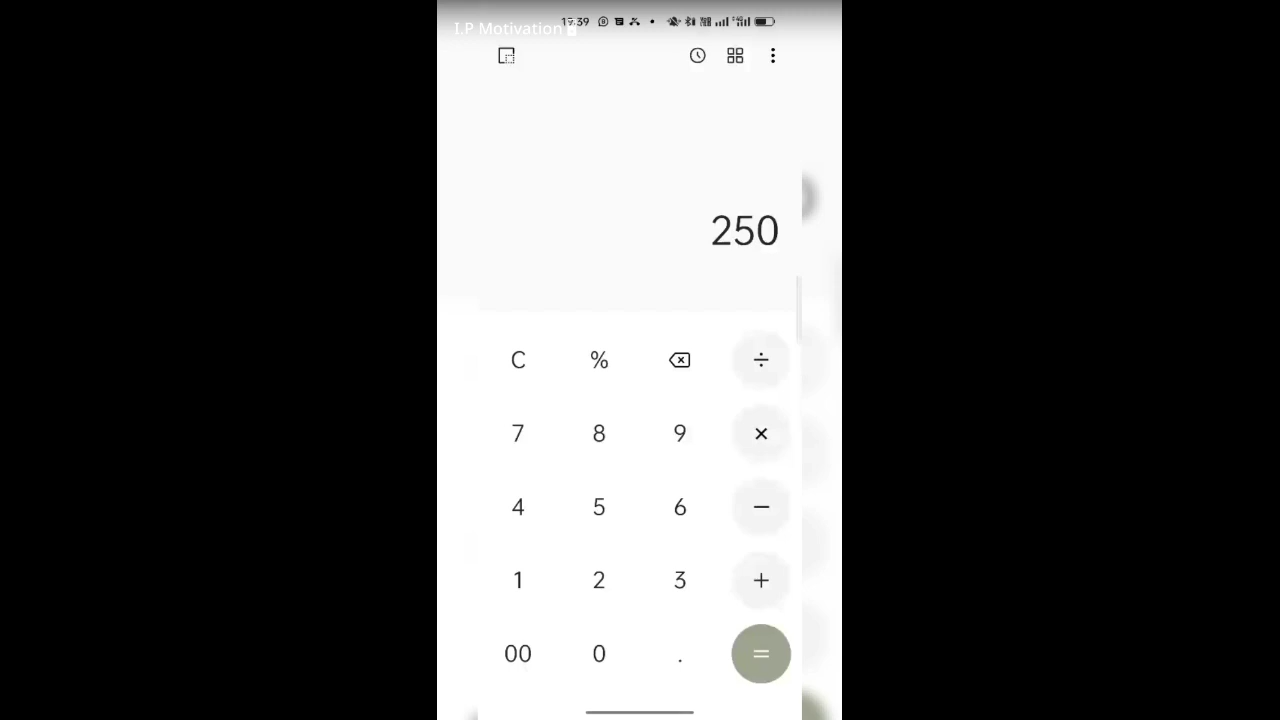 I.P Motivation
250
C % ÷
7 8 9 ×
4 5 6 −
1 2 3 +
00 0 . =